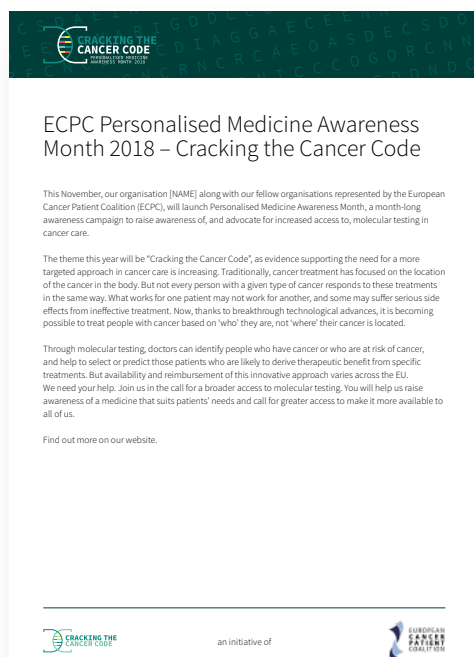 CRACKING THE
CANCER CODE
PERSONALISED MEDICINE
AWARENESS MONTH 2018
ECPC Personalised Medicine Awareness
Month 2018 – Cracking the Cancer Code
This November, our organisation [NAME] along with our fellow organisations represented by the European
Cancer Patient Coalition (ECPC), will launch Personalised Medicine Awareness Month, a month-long
awareness campaign to raise awareness of, and advocate for increased access to, molecular testing in
cancer care.
The theme this year will be “Cracking the Cancer Code”, as evidence supporting the need for a more
targeted approach in cancer care is increasing. Traditionally, cancer treatment has focused on the location
of the cancer in the body. But not every person with a given type of cancer responds to these treatments
in the same way. What works for one patient may not work for another, and some may suffer serious side
effects from ineffective treatment. Now, thanks to breakthrough technological advances, it is becoming
possible to treat people with cancer based on ‘who’ they are, not ‘where’ their cancer is located.
Through molecular testing, doctors can identify people who have cancer or who are at risk of cancer,
and help to select or predict those patients who are likely to derive therapeutic benefit from specific
treatments. But availability and reimbursement of this innovative approach varies across the EU.
We need your help. Join us in the call for a broader access to molecular testing. You will help us raise
awareness of a medicine that suits patients’ needs and call for greater access to make it more available to
all of us.
Find out more on our website.
CRACKING THE
CANCER CODE
an initiative of
EUROPEAN
CANCER
PATIENT
COALITION